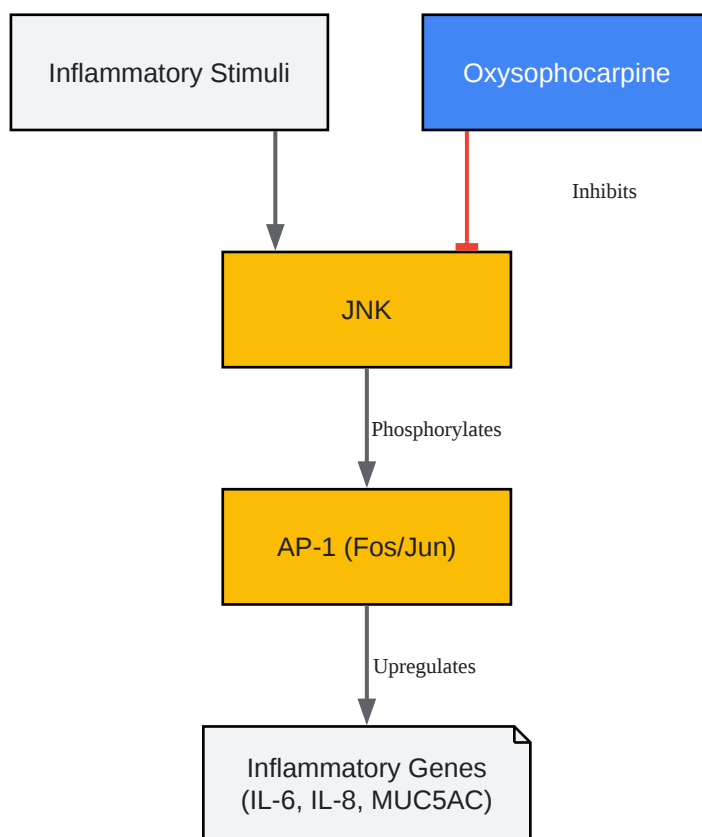 Inflammatory Stimuli
Oxysophocarpine
Inhibits
JNK
Phosphorylates
AP-1 (Fos/Jun)
Upregulates
Inflammatory Genes
(IL-6, IL-8, MUC5AC)